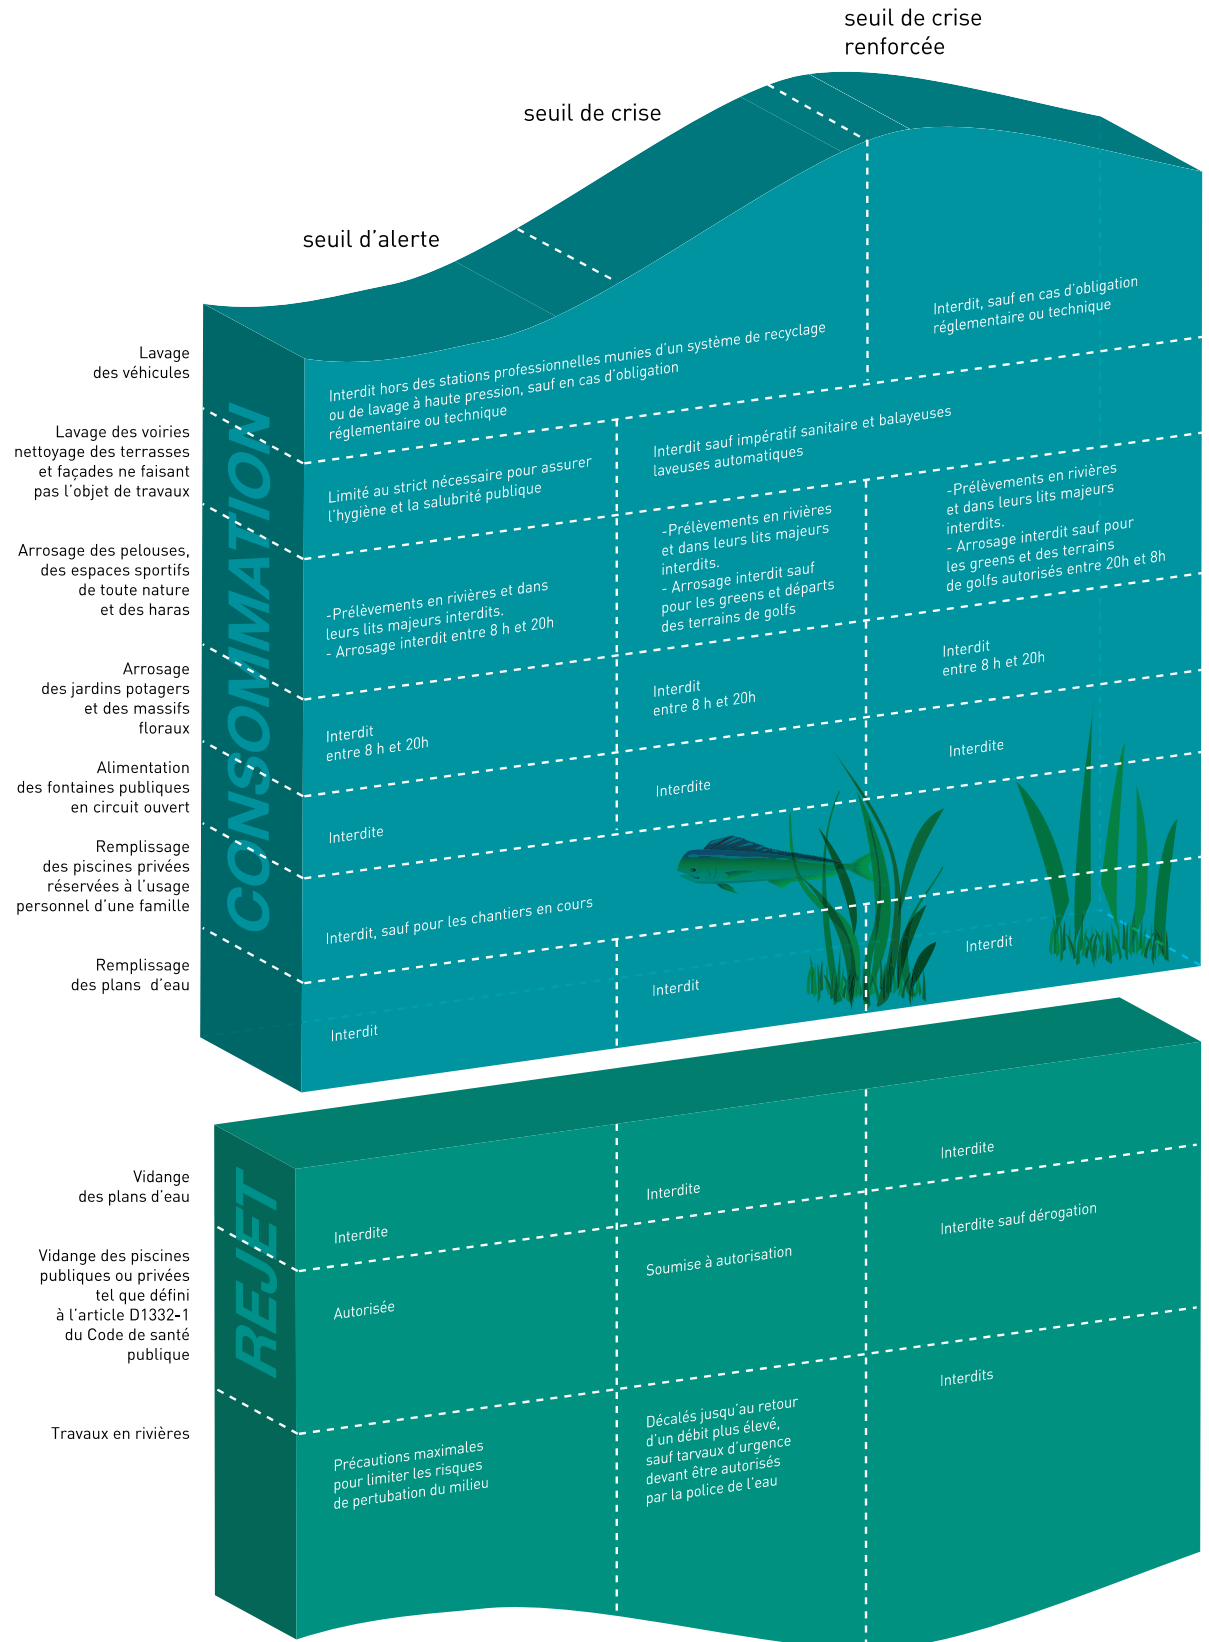 seuil de crise
renforcée
seuil de crise
seuil d'alerte
CONSOMMATION
Lavage
des véhicules
Interdit hors des stations professionnelles munies d'un système de recyclage
ou de lavage à haute pression, sauf en cas d'obligation
réglementaire ou technique
Interdit, sauf en cas d'obligation
réglementaire ou technique
Lavage des voiries
nettoyage des terrasses
et façades ne faisant
pas l'objet de travaux
Limité au strict nécessaire pour assurer
l'hygiène et la salubrité publique
Interdit sauf impératif sanitaire et balayeuses
laveuses automatiques
Arrosage des pelouses,
des espaces sportifs
de toute nature
et des haras
-Prélèvements en rivières et dans
leurs lits majeurs interdits.
- Arrosage interdit entre 8 h et 20h
-Prélèvements en rivières
et dans leurs lits majeurs
interdits.
- Arrosage interdit sauf
pour les greens et départs
des terrains de golfs
-Prélèvements en rivières
et dans leurs lits majeurs
interdits.
- Arrosage interdit sauf pour
les greens et des terrains
de golfs autorisés entre 20h et 8h
Arrosage
des jardins potagers
et des massifs
floraux
Interdit
entre 8 h et 20h
Interdit
entre 8 h et 20h
Interdit
entre 8 h et 20h
Alimentation
des fontaines publiques
en circuit ouvert
Interdite
Interdite
Interdite
Remplissage
des piscines privées
réservées à l'usage
personnel d'une famille
Interdit, sauf pour les chantiers en cours
Remplissage
des plans d'eau
Interdit
Interdit
Interdit
REJET
Vidange
des plans d'eau
Interdite
Interdite
Interdite
Vidange des piscines
publiques ou privées
tel que défini
à l'article D1332-1
du Code de santé
publique
Autorisée
Soumise à autorisation
Interdite sauf dérogation
Travaux en rivières
Précautions maximales
pour limiter les risques
de pertubation du milieu
Décalés jusqu'au retour
d'un débit plus élevé,
sauf tarvaux d'urgence
devant être autorisés
par la police de l'eau
Interdits